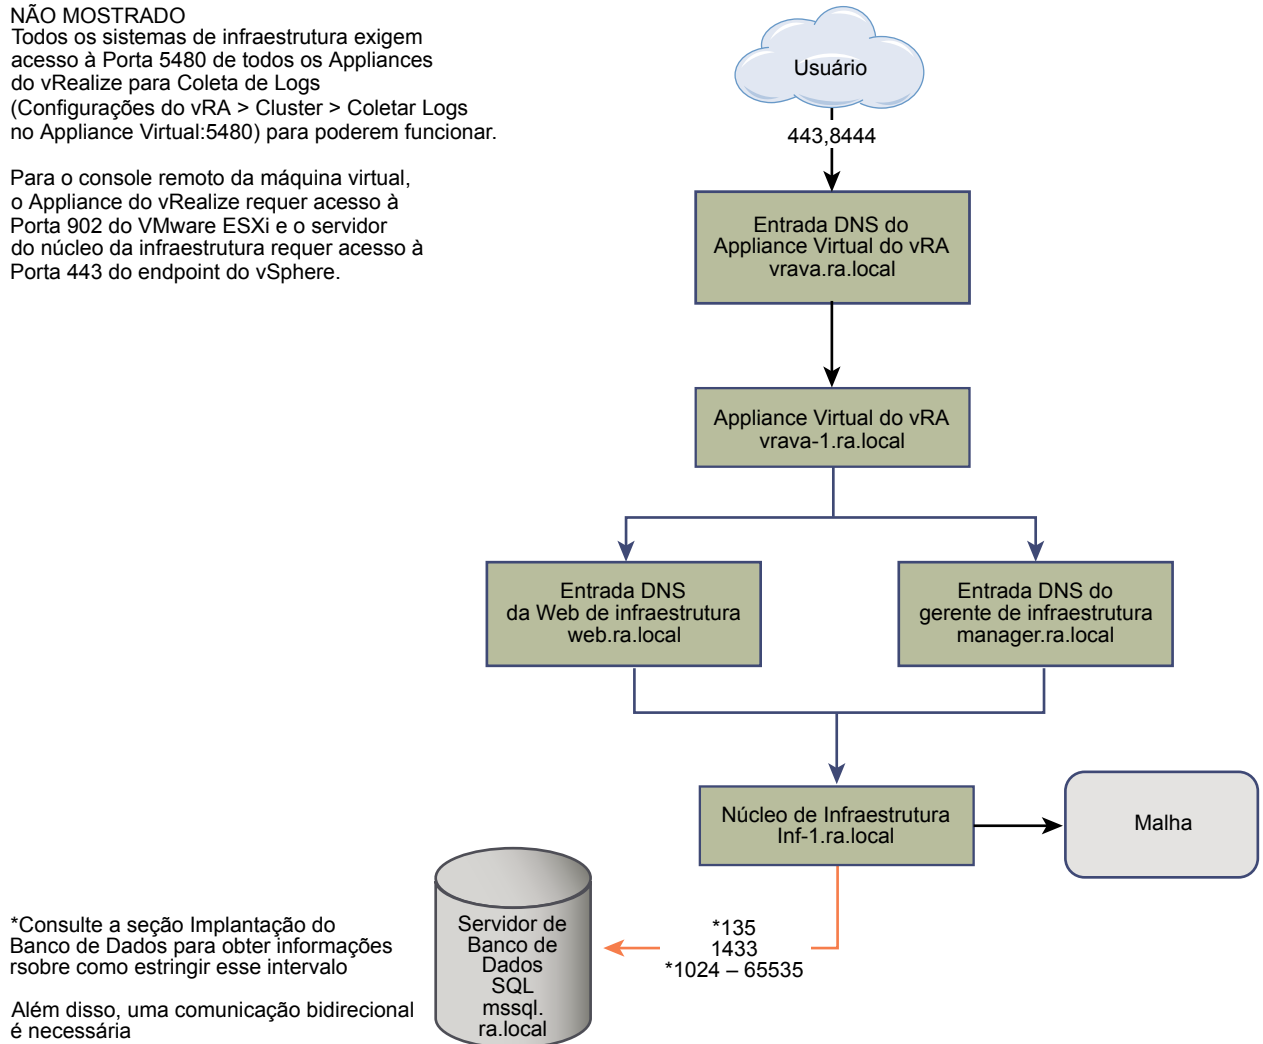 NÃO MOSTRADO
Todos os sistemas de infraestrutura exigem
acesso à Porta 5480 de todos os Appliances
do vRealize para Coleta de Logs
(Configurações do vRA > Cluster > Coletar Logs
no Appliance Virtual:5480) para poderem funcionar.
Para o console remoto da máquina virtual,
o Appliance do vRealize requer acesso à
Porta 902 do VMware ESXi e o servidor
do núcleo da infraestrutura requer acesso à
Porta 443 do endpoint do vSphere.
Usuário
443,8444
Entrada DNS do
Appliance Virtual do vRA
vrava.ra.local
Appliance Virtual do vRA
vrava-1.ra.local
Entrada DNS
da Web de infraestrutura
web.ra.local
Entrada DNS do
gerente de infraestrutura
manager.ra.local
Núcleo de Infraestrutura
Inf-1.ra.local
Malha
*135
1433
*1024 – 65535
Servidor de
Banco de
Dados
SQL
mssql.
ra.local
*Consulte a seção Implantação do
Banco de Dados para obter informações
rsobre como estringir esse intervalo
Além disso, uma comunicação bidirecional
é necessária